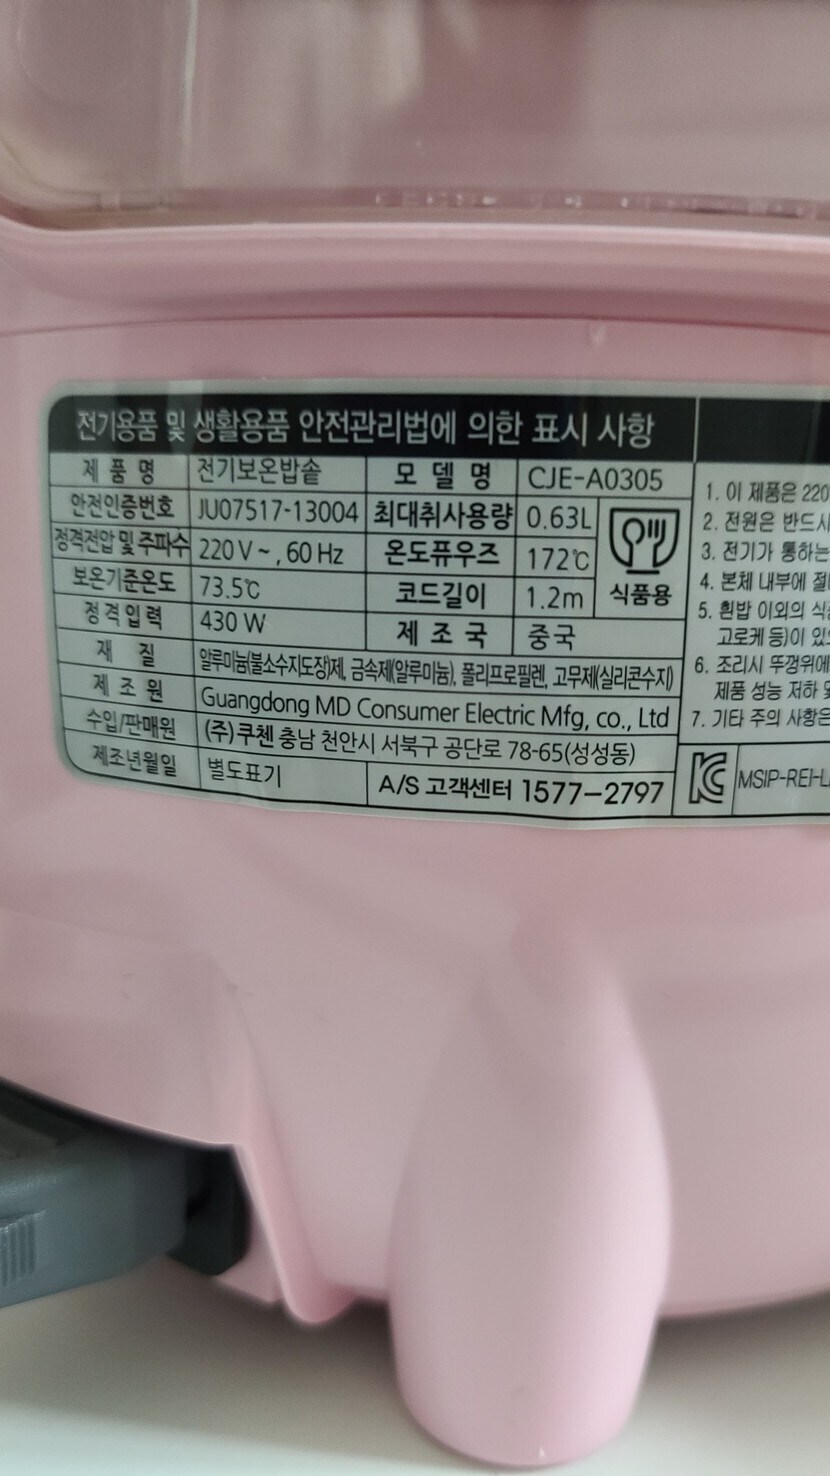 전기용품 및 생활용품 안전관리법에 의한 표시 사항
제 품 명 전기보온밥솥 모 델 명 CJE-A0305
안전인증번호 JU07517-13004 최대취사용량 0.63L
정격전압 및 주파수 220 V ~ , 60 Hz 온도퓨우즈 172℃
식품용
보온기준온도 73.5℃ 코드길이 1.2m
정격입력 430 W 제 조 국 중국
재 질 알루미늄(불소수지도장)제, 금속제(알루미늄), 폴리프로필렌, 고무제(실리콘수지)
제 조 원 Guangdong MD Consumer Electric Mfg, co., Ltd
수입/판매원 (주)쿠첸 충남 천안시 서북구 공단로 78-65(성성동)
제조년월일 별도표기 A/S 고객센터 1577-2797
1. 이 제품은 220
2. 전원은 반드시
3. 전기가 통하는
4. 본체 내부에
5. 흰밥 이외의
고로케 등)이
6. 조리시 뚜껑위에
제품 성능 저하 및
7. 기타 주의 사항은
MSIP-REI-